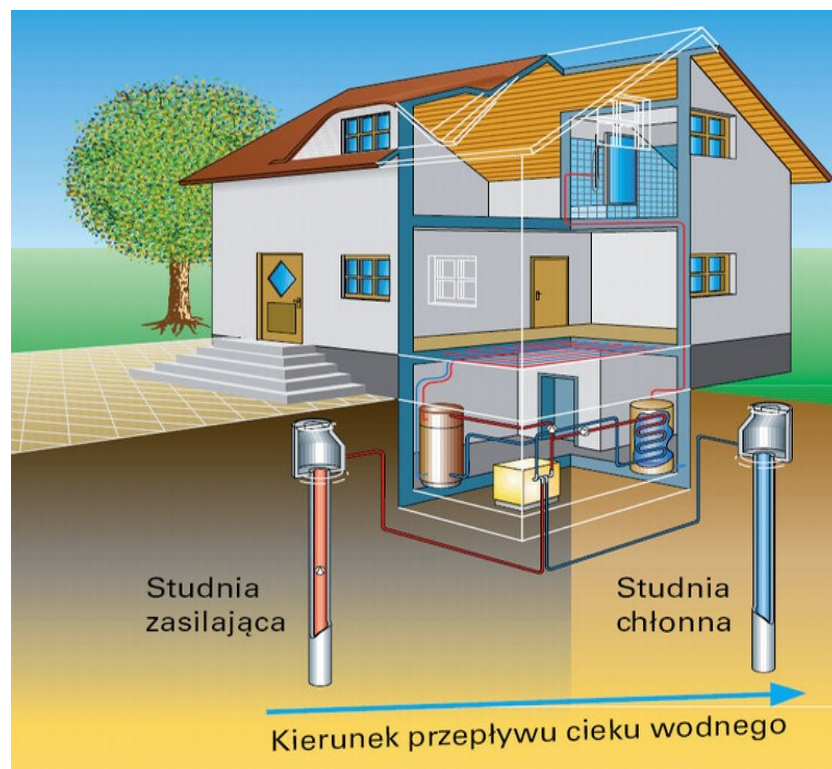 Studnia
zasilająca
Studnia
chłonna
Kierunek przepływu cieku wodnego